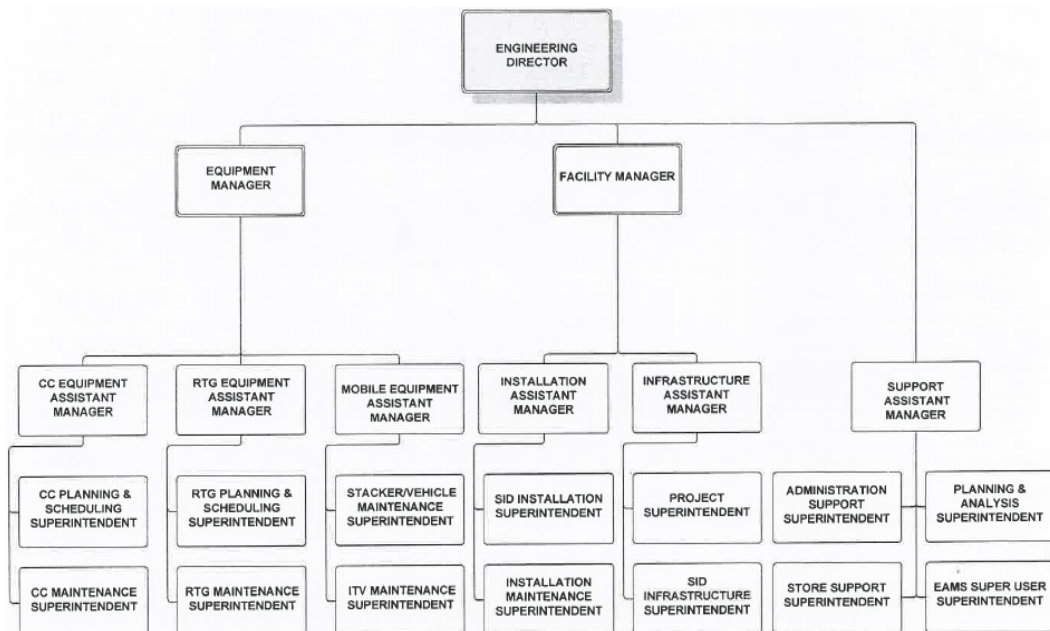 ENGINEERING
DIRECTOR
EQUIPMENT
MANAGER
FACILITY MANAGER
CC EQUIPMENT
ASSISTANT
MANAGER
RTG EQUIPMENT
ASSISTANT
MANAGER
MOBILE EQUIPMENT
ASSISTANT
MANAGER
INSTALLATION
ASSISTANT
MANAGER
INFRASTRUCTURE
ASSISTANT
MANAGER
SUPPORT
ASSISTANT
MANAGER
CC PLANNING &
SCHEDULING
SUPERINTENDENT
RTG PLANNING &
SCHEDULING
SUPERINTENDENT
STACKER/VEHICLE
MAINTENANCE
SUPERINTENDENT
SID INSTALLATION
SUPERINTENDENT
PROJECT
SUPERINTENDENT
ADMINISTRATION
SUPPORT
SUPERINTENDENT
PLANNING &
ANALYSIS
SUPERINTENDENT
CC MAINTENANCE
SUPERINTENDENT
RTG MAINTENANCE
SUPERINTENDENT
ITV MAINTENANCE
SUPERINTENDENT
INSTALLATION
MAINTENANCE
SUPERINTENDENT
SID
INFRASTRUCTURE
SUPERINTENDENT
STORE SUPPORT
SUPERINTENDENT
EAMS SUPER USER
SUPERINTENDENT